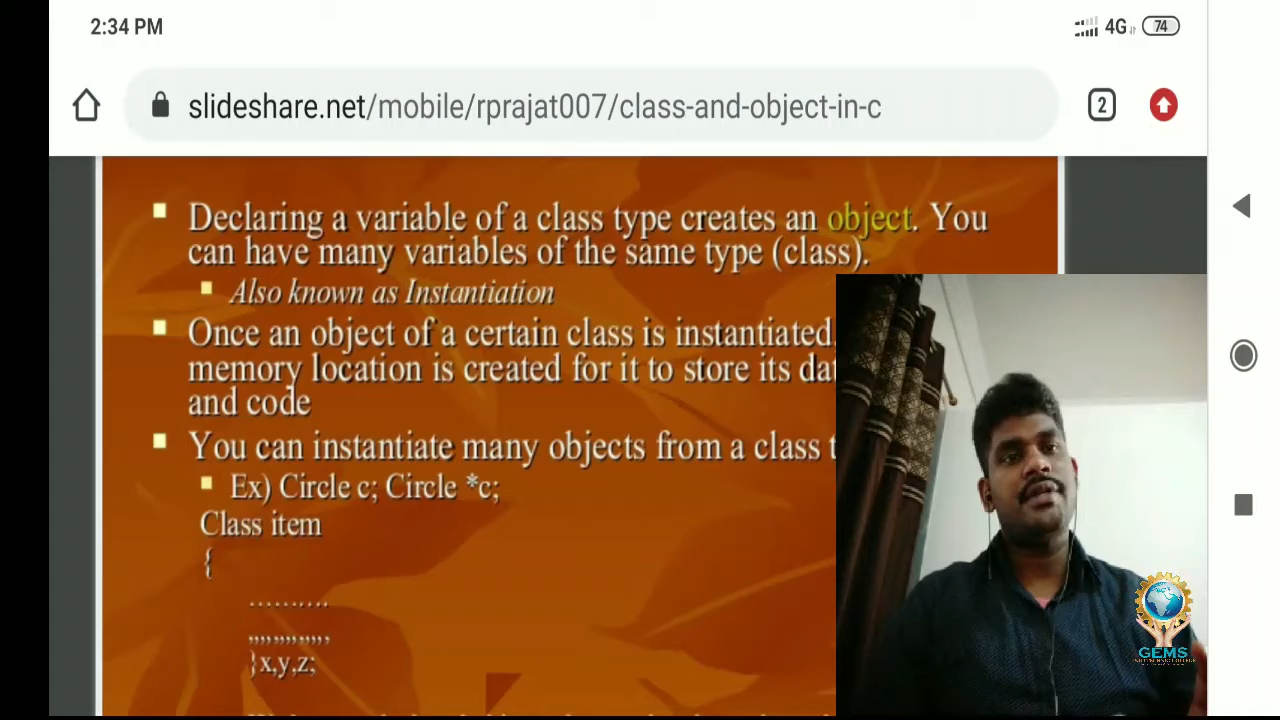 2:34 PM
4G
74
slideshare.net/mobile/rprajat007/class-and-object-in-c
2
Declaring a variable of a class type creates an object. You
can have many variables of the same type (class).
Also known as Instantiation
Once an object of a certain class is instantiated,
memory location is created for it to store its
and code
You can instantiate many objects from a class
Ex) Circle c; Circle *c;
Class item
{
..........
,,,,,,,,,,,,,
}x,y,z;
GEMS